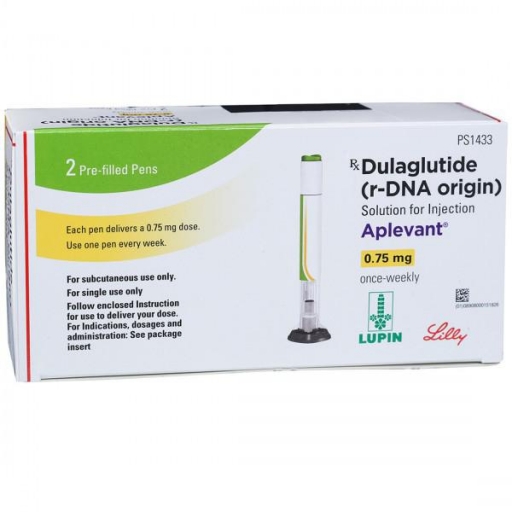 2 Pre-filled Pens
Each pen delivers a 0.75 mg dose.
Use one pen every week.
For subcutaneous use only.
For single use only
Follow enclosed Instruction
for use to deliver your dose.
For Indications, dosages and
administration: See package
insert
PS1433
Rx Dulaglutide
(r-DNA origin)
Solution for Injection
Aplevant®
0.75 mg
once-weekly
LUPIN
Lilly